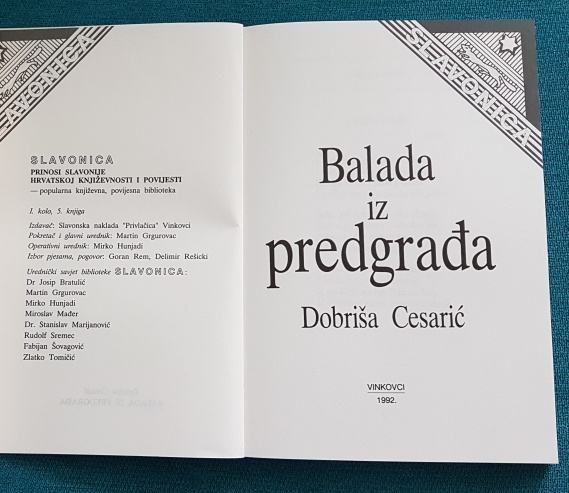 SLAVONICA
SLAVONICA
PRINOSI SLAVONIJE
HRVATSKOJ KNJIŽEVNOSTI I POVIJESTI
— popularna književna, povijesna biblioteka
I. kolo, 5. knjiga
Izdavač: Slavonska naklada "Privlačica" Vinkovci
Pokretač i glavni urednik: Martin Grgurovac
Operativni urednik: Mirko Hunjadi
Izbor pjesama, pogovor: Goran Rem, Delimir Rešicki
Urednički savjet biblioteke SLAVONICA:
Dr Josip Bratulić
Martin Grgurovac
Mirko Hunjadi
Miroslav Mađer
Dr. Stanislav Marijanović
Rudolf Sremec
Fabijan Šovagović
Zlatko Tomičić
SLAVONICA
Balada
iz
predgrađa
Dobriša Cesarić
VINKOVCI
1992.